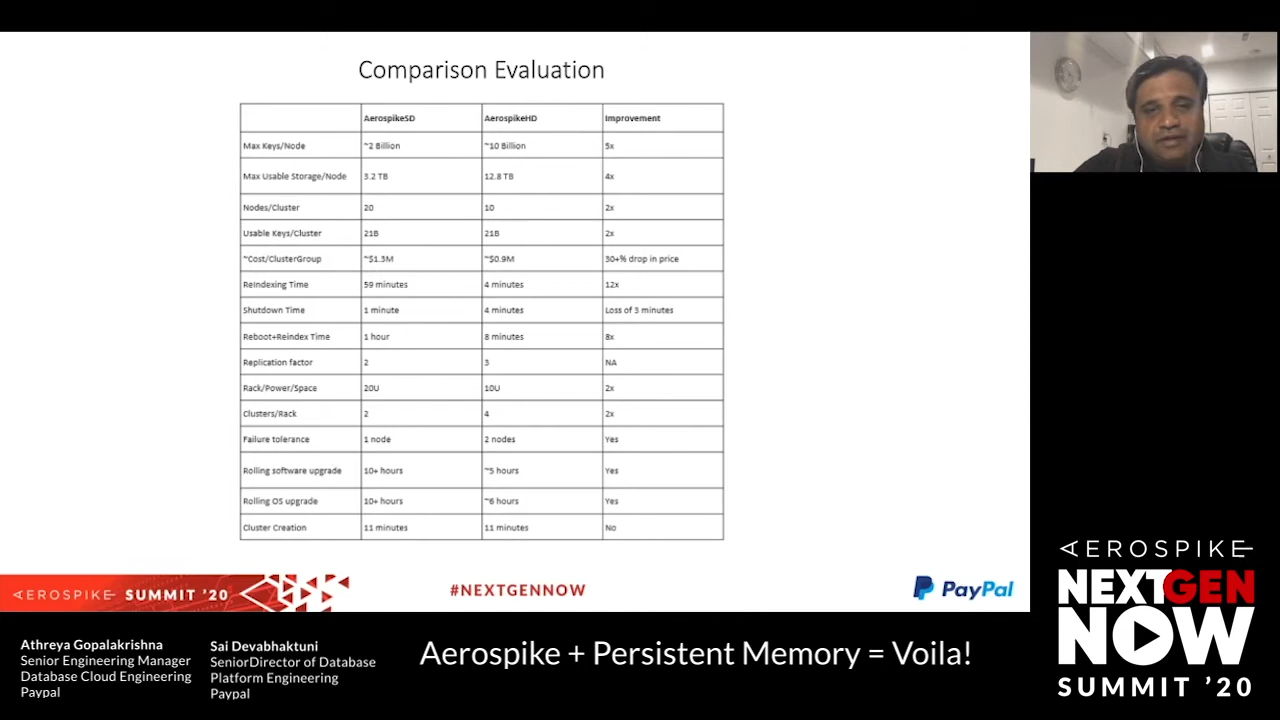 Comparison Evaluation
AerospikeSD AerospikeHD Improvement
Max Keys/Node ~2 Billion ~10 Billion 5x
Max Usable Storage/Node 3.2 TB 12.8 TB 4x
Nodes/Cluster 20 10 2x
Usable Keys/Cluster 21B 21B 2x
~Cost/ClusterGroup ~$1.3M ~$0.9M 30+% drop in price
ReIndexing Time 59 minutes 4 minutes 12x
Shutdown Time 1 minute 4 minutes Loss of 3 minutes
Reboot+Reindex Time 1 hour 8 minutes 8x
Replication factor 2 3 NA
Rack/Power/Space 20U 10U 2x
Clusters/Rack 2 4 2x
Failure tolerance 1 node 2 nodes Yes
Rolling software upgrade 10+ hours ~5 hours Yes
Rolling OS upgrade 10+ hours ~6 hours Yes
Cluster Creation 11 minutes 11 minutes No
AEROSPIKE SUMMIT '20
#NEXTGENNOW
PayPal
Athreya Gopalakrishna
Senior Engineering Manager
Database Cloud Engineering
Paypal
Sai Devabhaktuni
SeniorDirector of Database
Platform Engineering
Paypal
Aerospike + Persistent Memory = Voila!
AEROSPIKE
NEXTGEN
NOW
SUMMIT '20